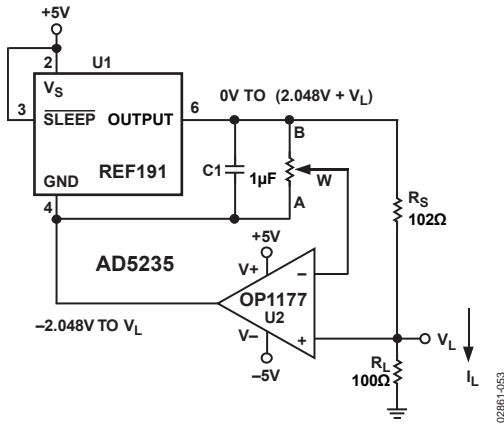 +5V
2
U1
VS
3
SLEEP
OUTPUT
6
0V TO (2.048V + VL)
REF191
GND
4
C1
1µF
B
W
A
RS
102Ω
AD5235
+5V
V+
−
OP1177
U2
V–
+
–5V
–2.048V TO VL
VL
RL
100Ω
IL
02861-053